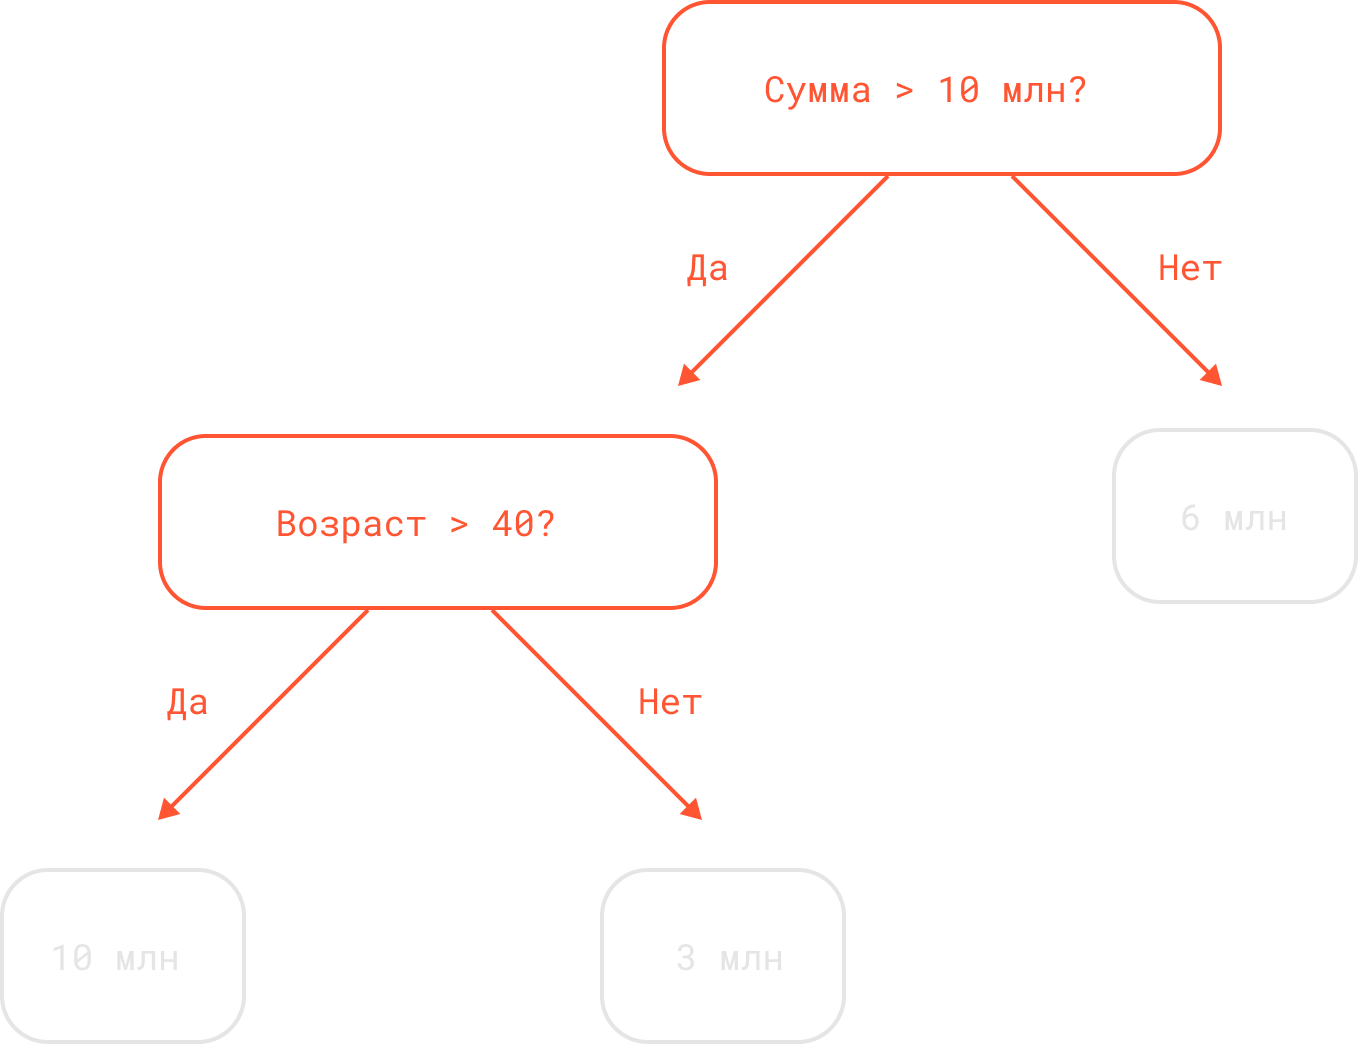 Сумма > 10 млн?
Да
Нет
Возраст > 40?
6 млн
Да
Нет
10 млн
3 млн